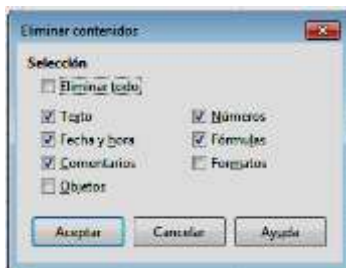 Eliminar contenidos
Selección
Eliminar todo
Texto
Números
Fecha y hora
Fórmulas
Comentarios
Formatos
Objetos
Aceptar
Cancelar
Ayuda